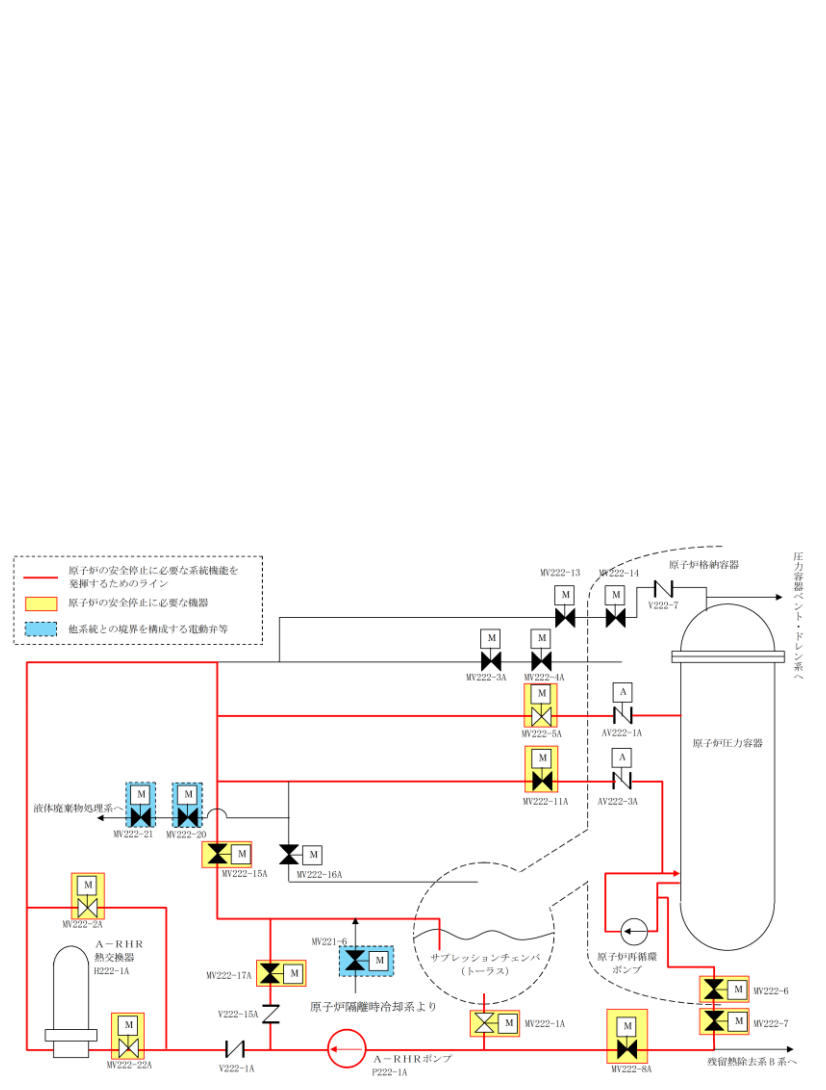 原子炉の安全停止に必要な系統機能を
発揮するためのライン
原子炉の安全停止に必要な機器
他系統との境界を構成する電動弁等
原子炉格納容器
圧力容器ベント・ドレン系へ
MV222-13
MV222-14
M
M
V222-7
M
M
MV222-3A
MV222-4A
M
A
MV222-5A
AV222-1A
原子炉圧力容器
M
A
MV222-11A
AV222-3A
液体廃棄物処理系へ
M
M
MV222-21
MV222-20
M
MV222-15A
M
MV222-16A
M
MV222-2A
A-RHR
熱交換器
H222-1A
MV221-6
M
サプレッションチェンバ
(トーラス)
原子炉再循環
ポンプ
MV222-17A
M
原子炉隔離時冷却系より
M
MV222-6
V222-15A
M
MV222-1A
M
MV222-7
M
MV222-22A
V222-1A
A-RHRポンプ
P222-1A
M
MV222-8A
残留熱除去系B系へ